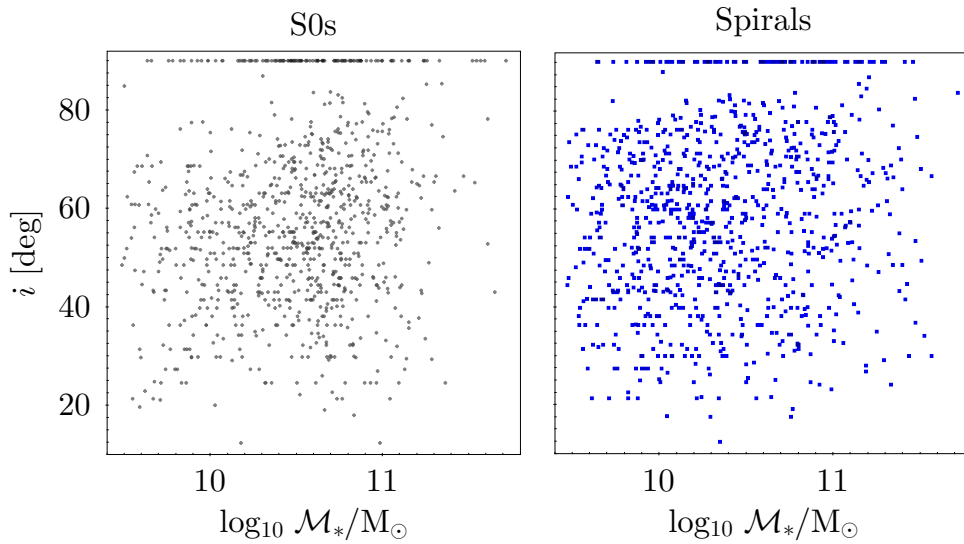 S0s
Spirals
i [deg]
80
60
40
20
10
11
10
11
log₁₀ ℳ*/M⊙
log₁₀ ℳ*/M⊙